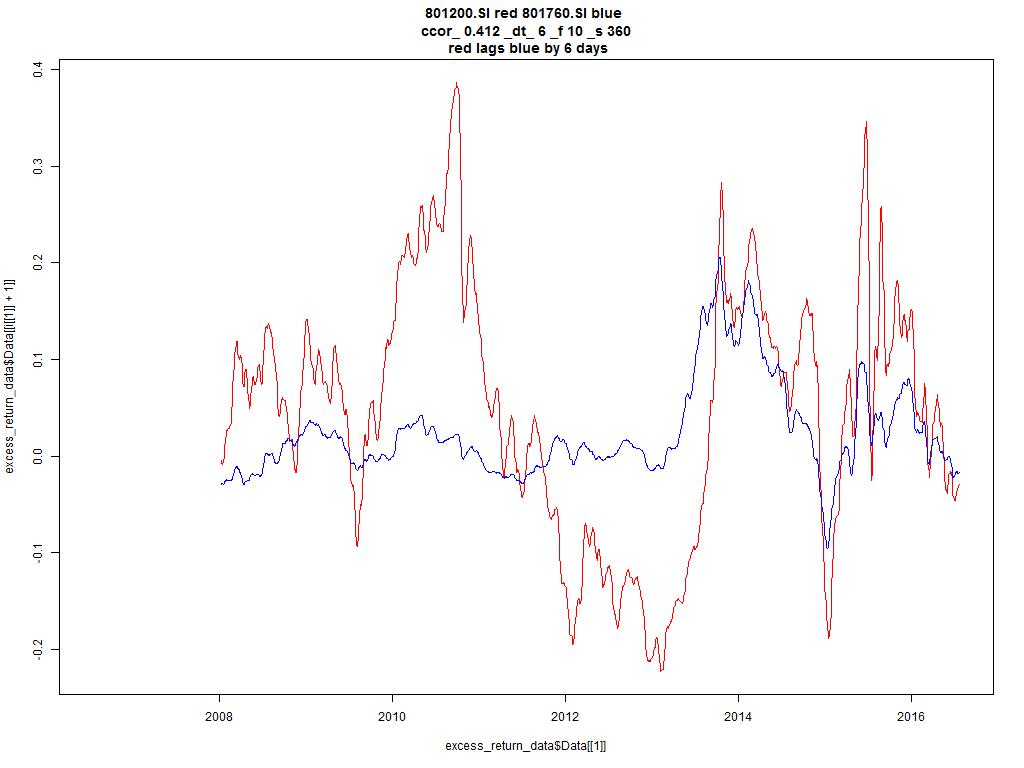 801200.SI red 801760.SI blue
ccor_ 0.412 _dt_ 6 _f 10 _s 360
red lags blue by 6 days
excess_return_data$Data[[i[[1]] + 1]]
0.4
0.3
0.2
0.1
0.0
-0.1
-0.2
2008 2010 2012 2014 2016
excess_return_data$Data[[1]]